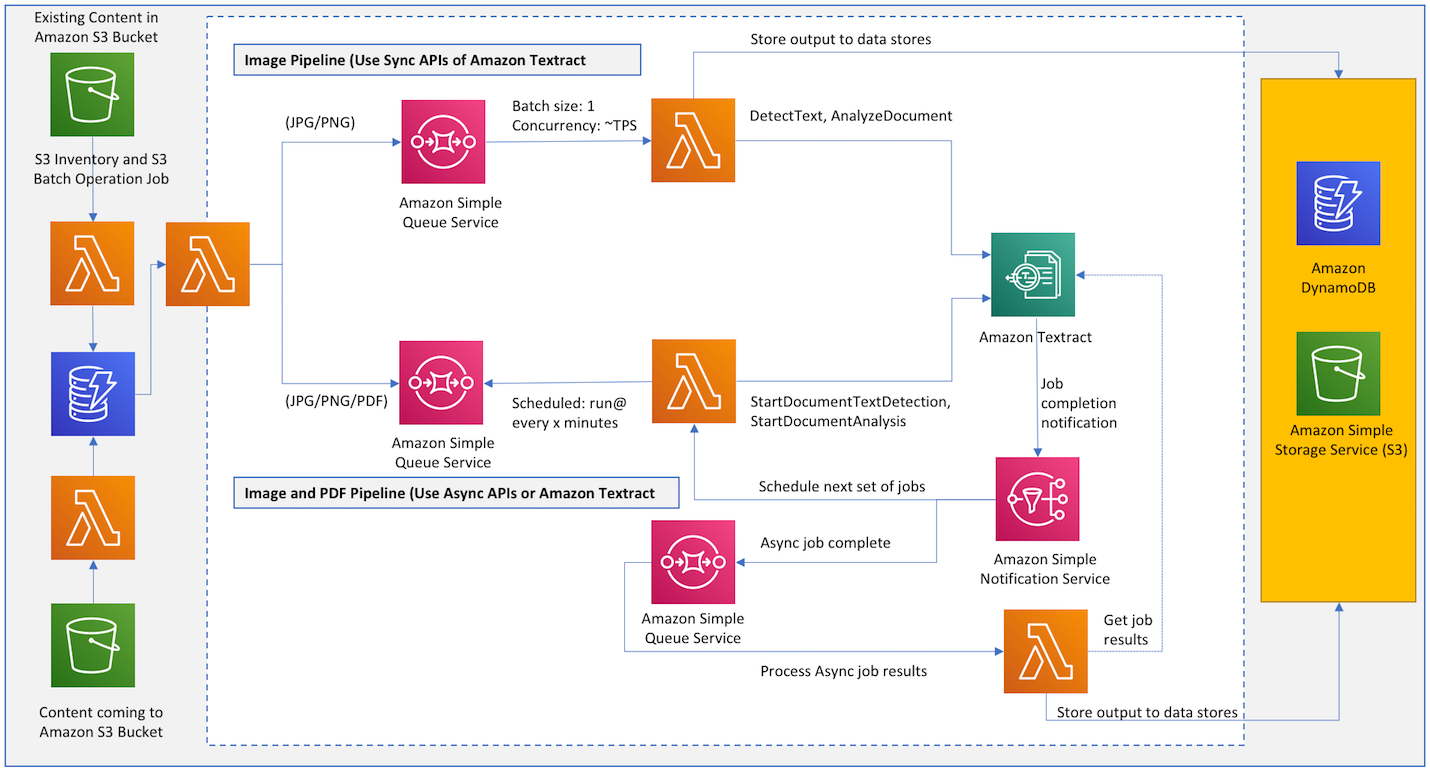 Existing Content in
Amazon S3 Bucket
S3 Inventory and S3
Batch Operation Job
Content coming to
Amazon S3 Bucket
Image Pipeline (Use Sync APIs of Amazon Textract
(JPG/PNG)
Amazon Simple
Queue Service
Batch size: 1
Concurrency: ~TPS
Store output to data stores
DetectText, AnalyzeDocument
Amazon Textract
(JPG/PNG/PDF)
Amazon Simple
Queue Service
Scheduled: run@
every x minutes
StartDocumentTextDetection,
StartDocumentAnalysis
Job
completion
notification
Image and PDF Pipeline (Use Async APIs or Amazon Textract
Schedule next set of jobs
Amazon Simple
Notification Service
Async job complete
Amazon Simple
Queue Service
Process Async job results
Get job
results
Store output to data stores
Amazon
DynamoDB
Amazon Simple
Storage Service (S3)